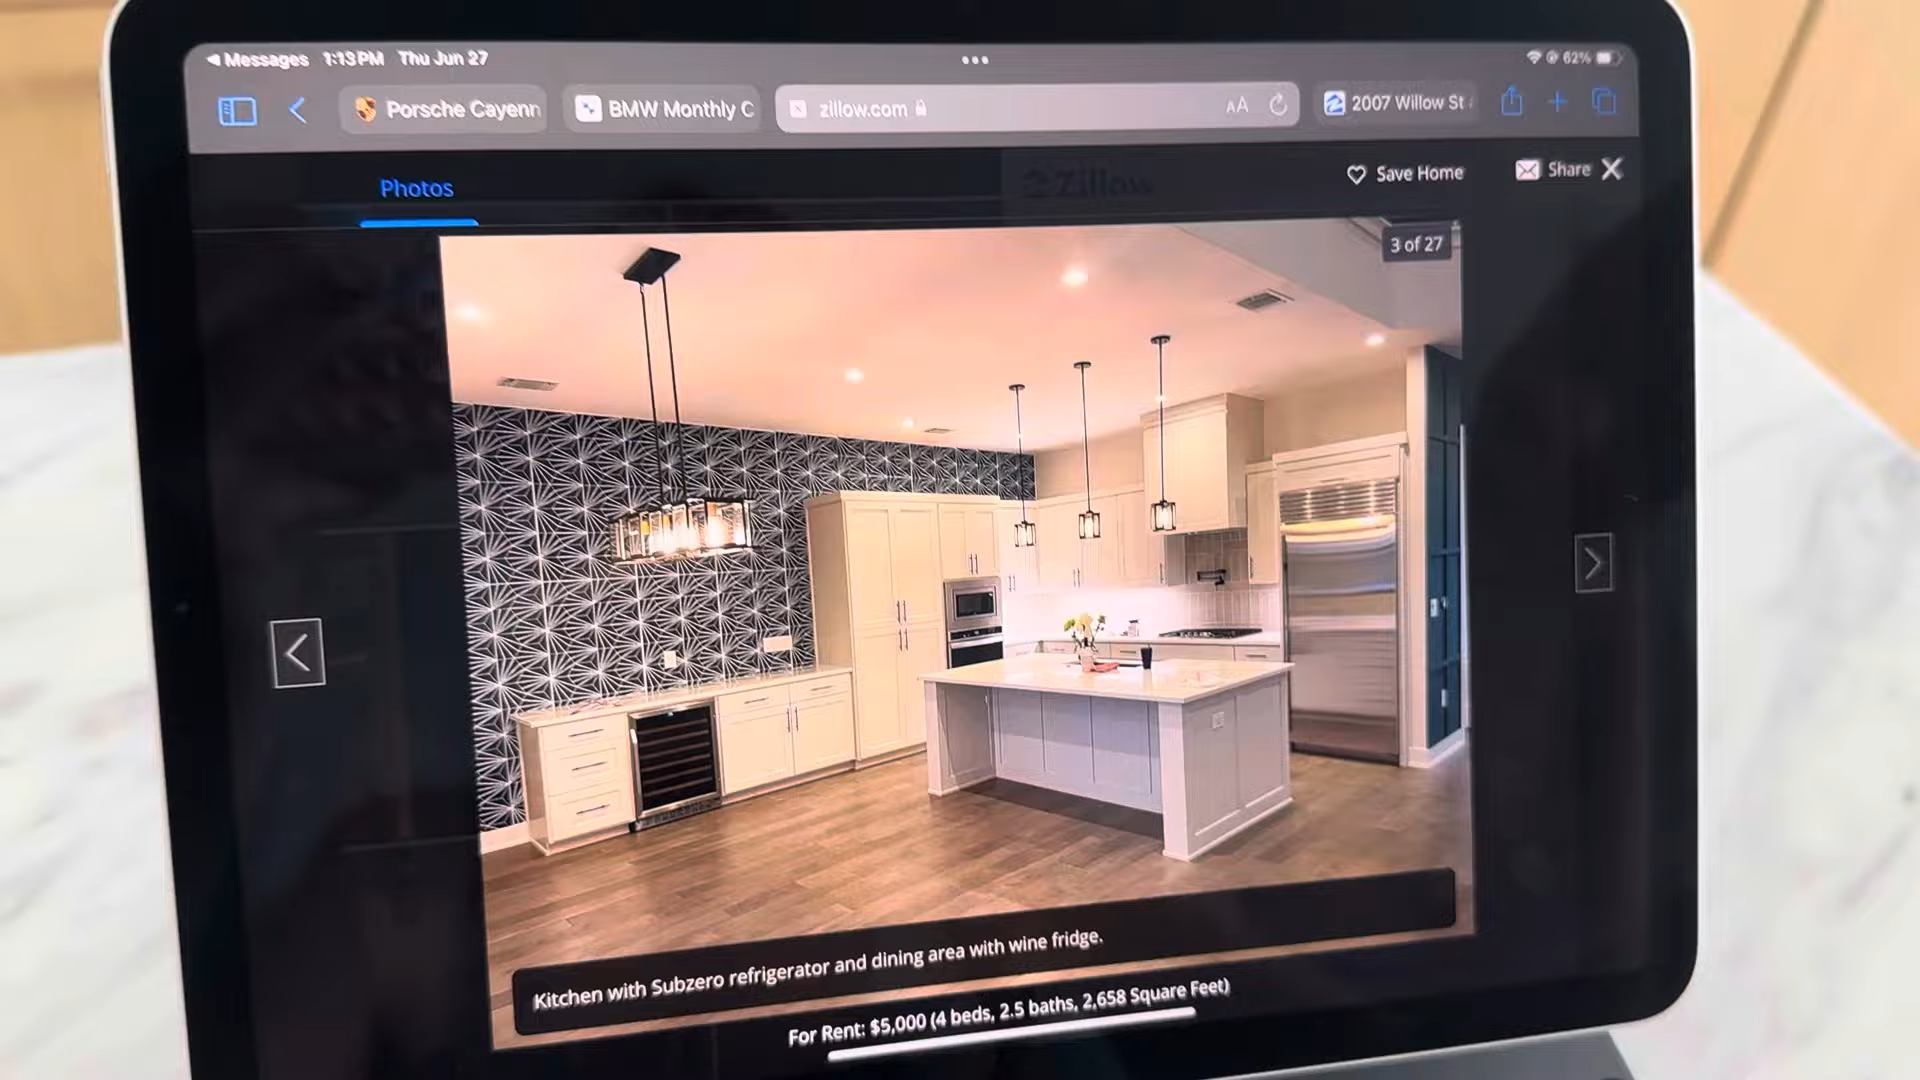 Messages 1:13 PM Thu Jun 27
62%
Porsche Cayenn
BMW Monthly C
zillow.com
AA
2007 Willow St
Photos
Zillow
Save Home
Share
3 of 27
Kitchen with Subzero refrigerator and dining area with wine fridge.
For Rent: $5,000 (4 beds, 2.5 baths, 2,658 Square Feet)